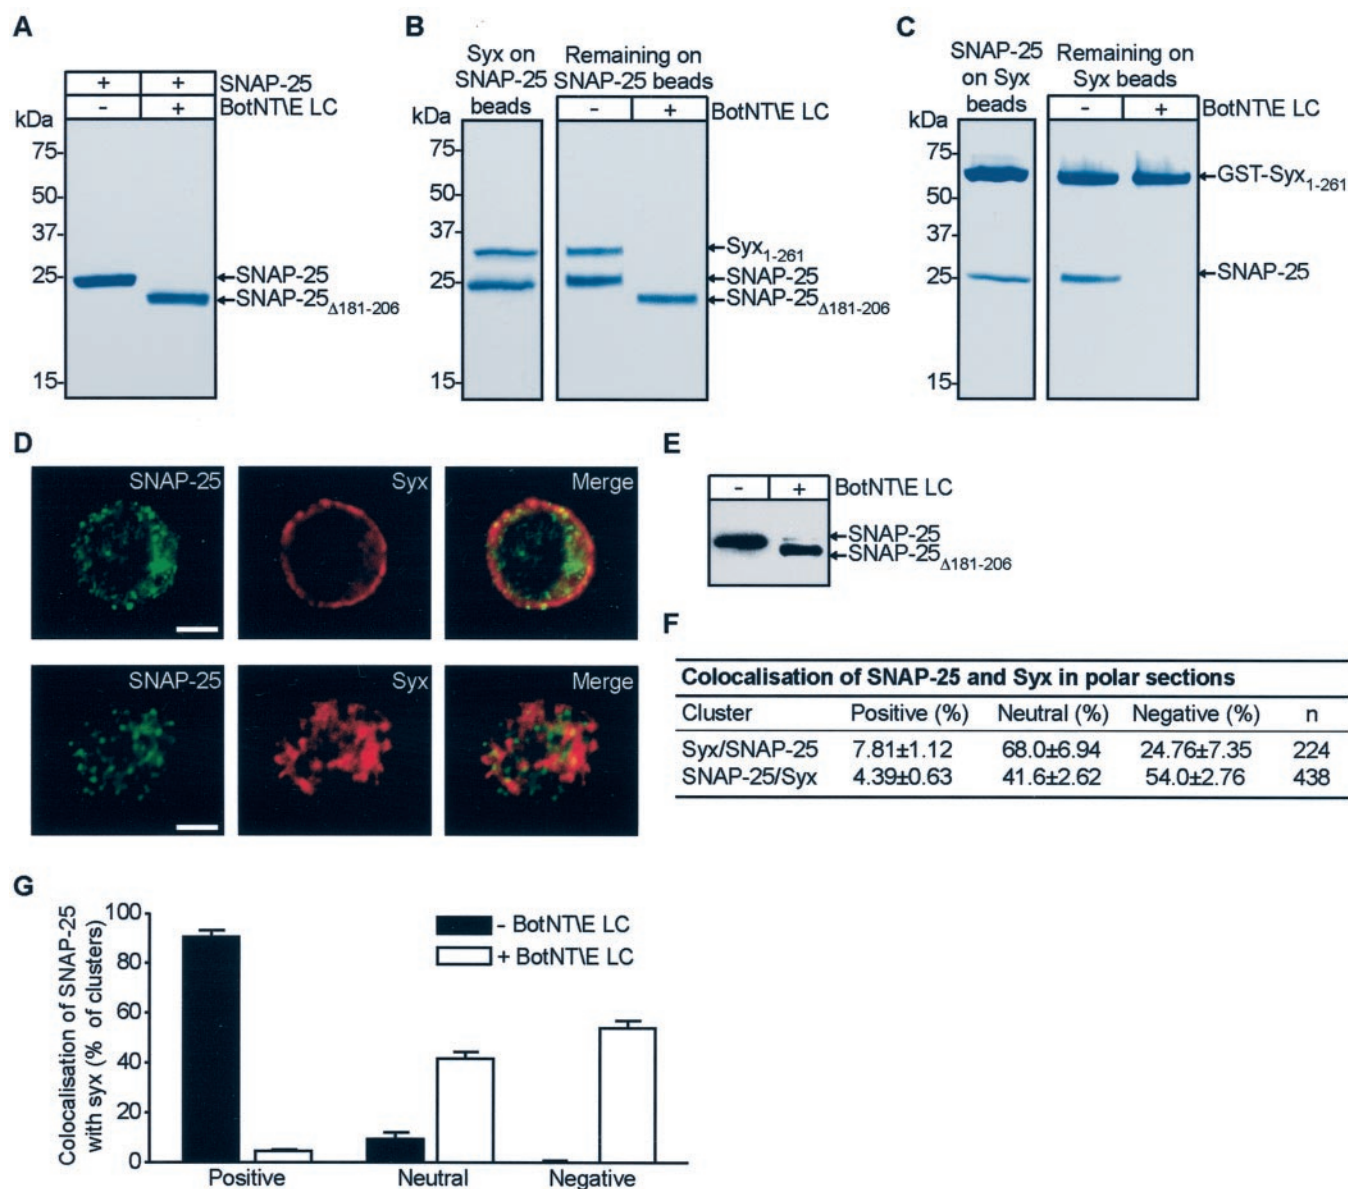 A
+ + SNAP-25
- + BotNT\E LC
kDa
75
50
37
25
15
SNAP-25
SNAP-25Δ181-206
B
Syx on SNAP-25 beads
Remaining on SNAP-25 beads
- + BotNT\E LC
kDa
75
50
37
25
15
Syx1-261
SNAP-25
SNAP-25Δ181-206
C
SNAP-25 on Syx beads
Remaining on Syx beads
- + BotNT\E LC
kDa
75
50
37
25
15
GST-Syx1-261
SNAP-25
D
SNAP-25 Syx Merge
SNAP-25 Syx Merge
E
- + BotNT\E LC
SNAP-25
SNAP-25Δ181-206
F
Colocalisation of SNAP-25 and Syx in polar sections
Cluster Positive (%) Neutral (%) Negative (%) n
Syx/SNAP-25 7.81±1.12 68.0±6.94 24.76±7.35 224
SNAP-25/Syx 4.39±0.63 41.6±2.62 54.0±2.76 438
G
Colocalisation of SNAP-25
with syx (% of clusters)
100
80
60
40
20
0
- BotNT\E LC
+ BotNT\E LC
Positive Neutral Negative